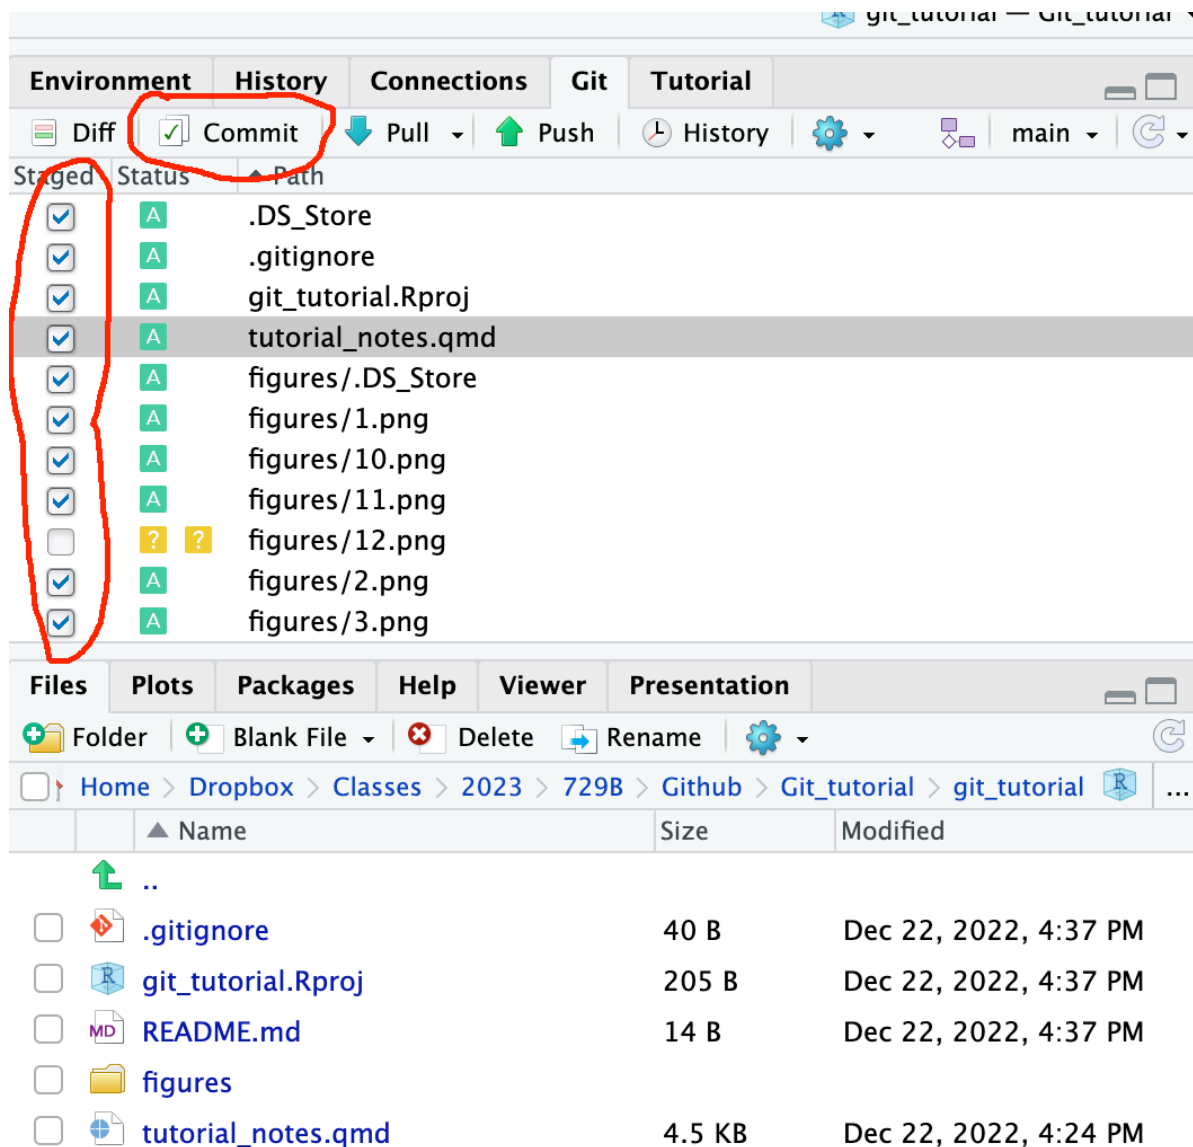 git_tutorial — Git_tutorial
Environment History Connections Git Tutorial
Diff Commit Pull Push History main
Staged Status Path
A .DS_Store
A .gitignore
A git_tutorial.Rproj
A tutorial_notes.qmd
A figures/.DS_Store
A figures/1.png
A figures/10.png
A figures/11.png
? ? figures/12.png
A figures/2.png
A figures/3.png
Files Plots Packages Help Viewer Presentation
Folder Blank File Delete Rename
Home > Dropbox > Classes > 2023 > 729B > Github > Git_tutorial > git_tutorial R ...
Name Size Modified
..
.gitignore 40 B Dec 22, 2022, 4:37 PM
R git_tutorial.Rproj 205 B Dec 22, 2022, 4:37 PM
MD README.md 14 B Dec 22, 2022, 4:37 PM
figures
tutorial_notes.qmd 4.5 KB Dec 22, 2022, 4:24 PM